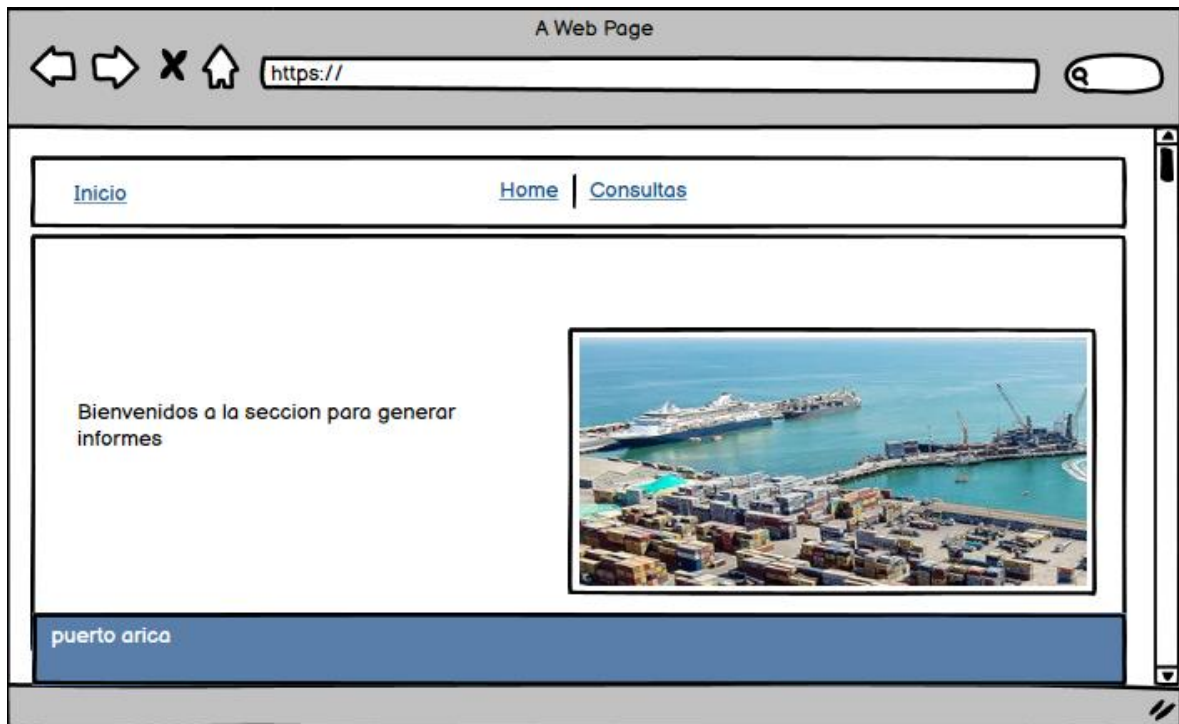 A Web Page
https://
Inicio
Home
Consultas
Bienvenidos a la seccion para generar
informes
puerto arica